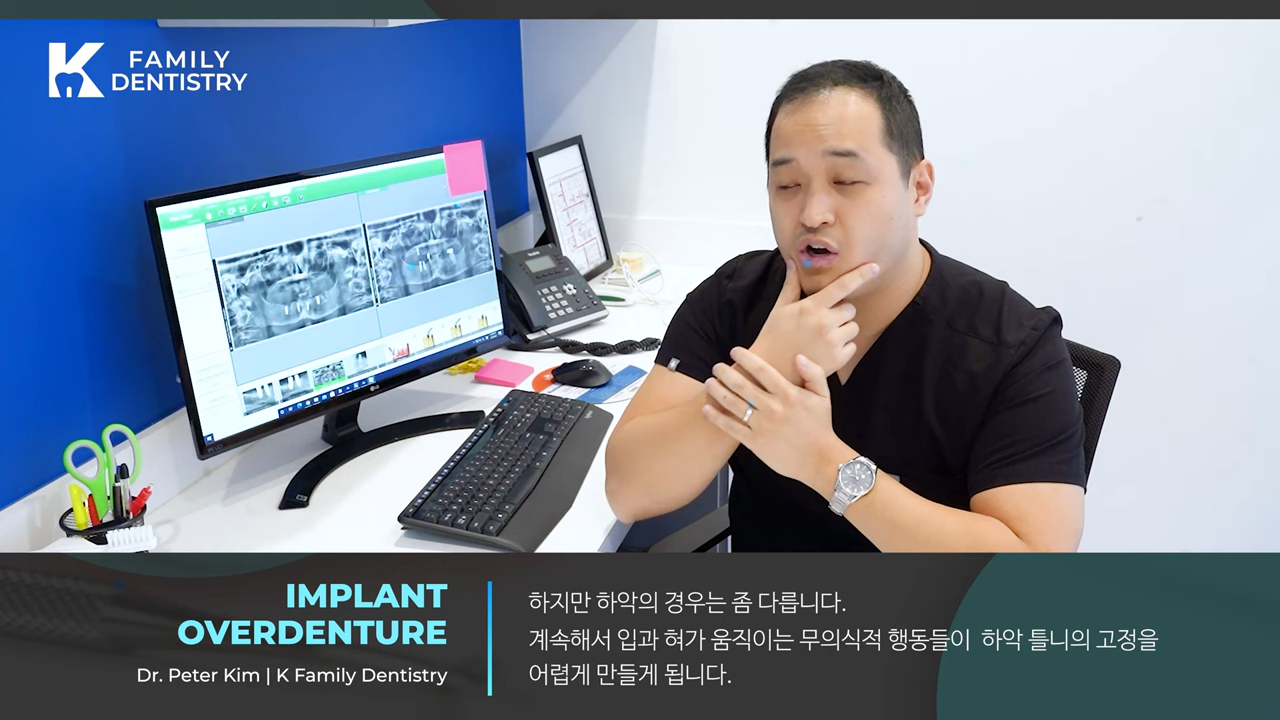 FAMILY
DENTISTRY
LG
IMPLANT
OVERDENTURE
Dr. Peter Kim | K Family Dentistry
하지만 하악의 경우는 좀 다릅니다.
계속해서 입과 혀가 움직이는 무의식적 행동들이 하악 틀니의 고정을
어렵게 만들게 됩니다.